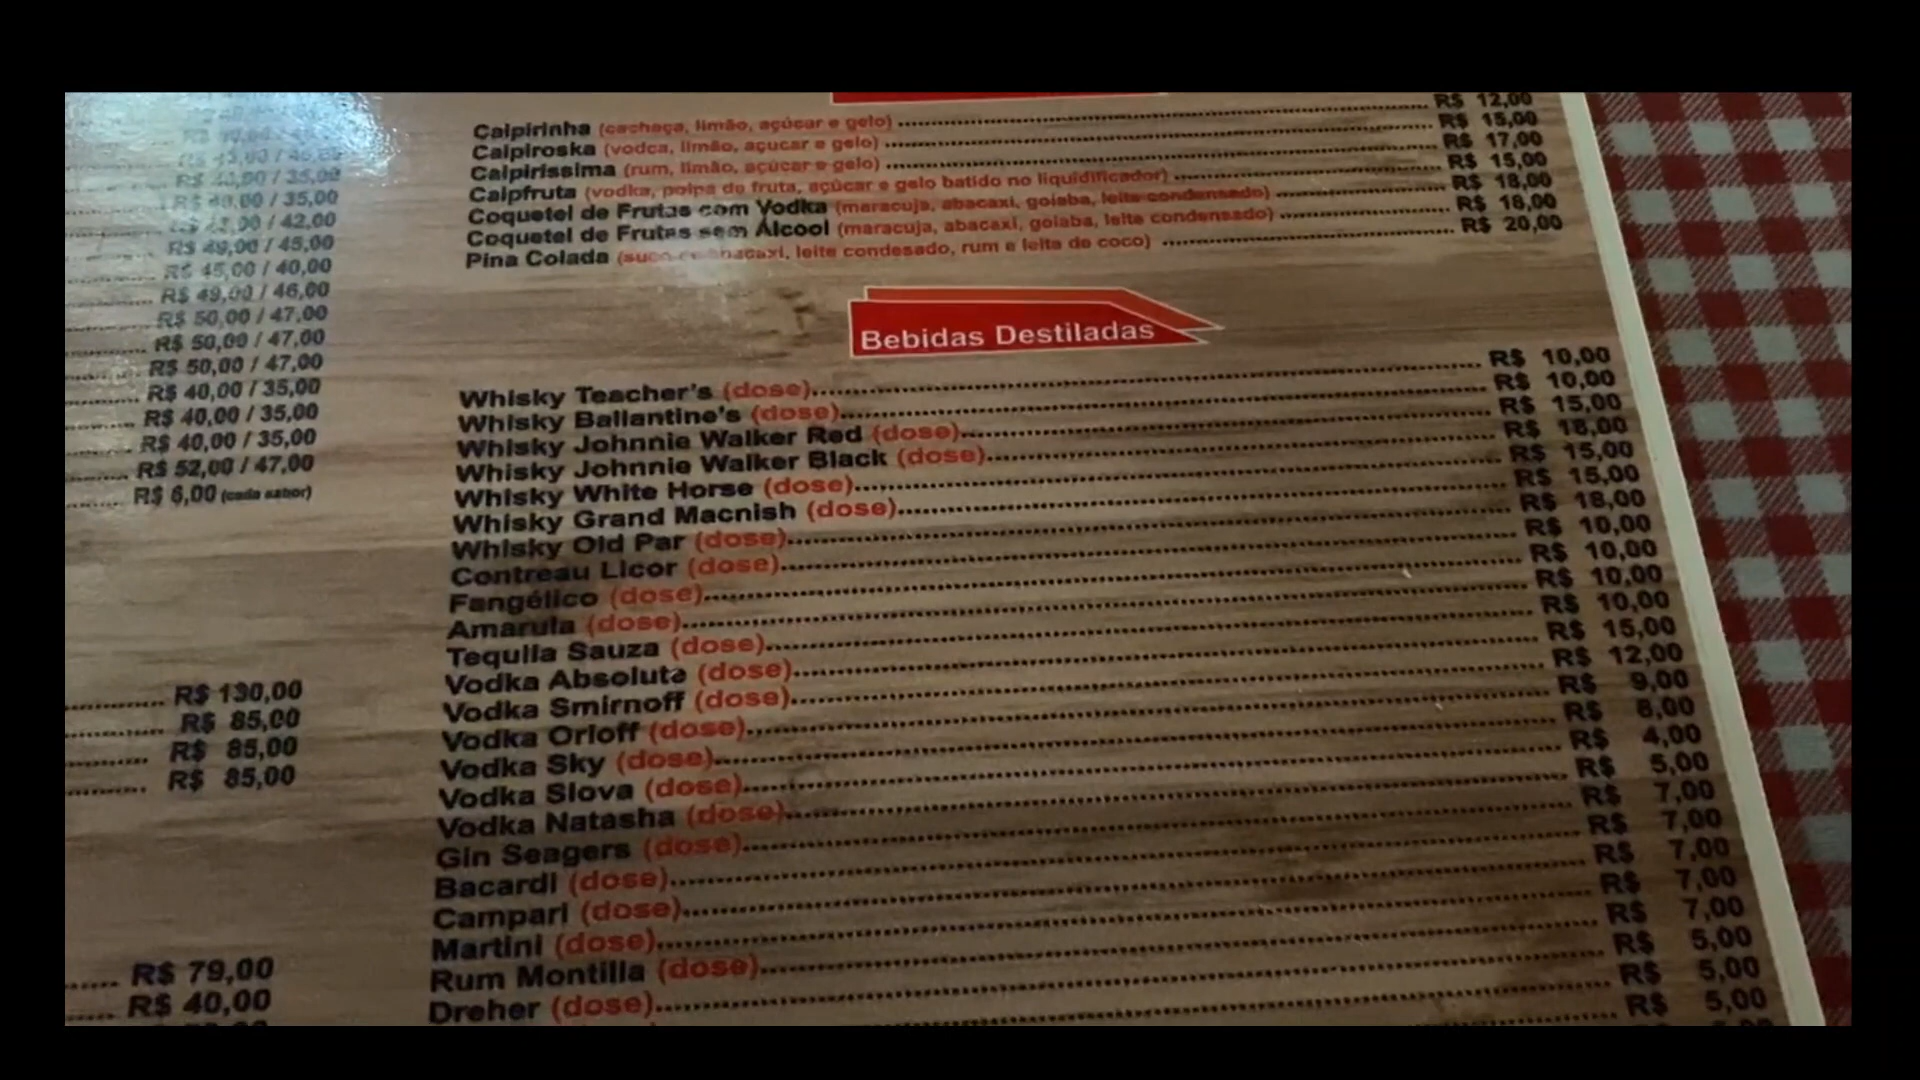 R$ 40,00 / 35,00
R$ 49,00 / 45,00
R$ 45,00 / 40,00
R$ 49,00 / 46,00
R$ 50,00 / 47,00
R$ 50,00 / 47,00
R$ 50,00 / 47,00
R$ 40,00 / 35,00
R$ 40,00 / 35,00
R$ 40,00 / 35,00
R$ 52,00 / 47,00
R$ 6,00 (cada sabor)
R$ 130,00
R$ 85,00
R$ 85,00
R$ 85,00
R$ 79,00
R$ 40,00
Caipirinha (cachaça, limão, açúcar e gelo) R$ 12,00
Caipiroska (vodca, limão, açucar e gelo) R$ 15,00
Caipiríssima (rum, limão, açúcar e gelo) R$ 17,00
Caipfruta (vodka, polpa de fruta, açúcar e gelo batido no liquidificador) R$ 15,00
Coquetel de Frutas com Vodka (maracuja, abacaxi, goiaba, leite condensado) R$ 18,00
Coquetel de Frutas sem Álcool (maracuja, abacaxi, goiaba, leite condensado) R$ 18,00
Pina Colada (suco de abacaxi, leite condesado, rum e leite de coco) R$ 20,00
Bebidas Destiladas
Whisky Teacher's (dose) R$ 10,00
Whisky Ballantine's (dose) R$ 10,00
Whisky Johnnie Walker Red (dose) R$ 15,00
Whisky Johnnie Walker Black (dose) R$ 18,00
Whisky White Horse (dose) R$ 15,00
Whisky Grand Macnish (dose) R$ 15,00
Whisky Old Par (dose) R$ 18,00
Contreau Licor (dose) R$ 10,00
Fangélico (dose) R$ 10,00
Amarula (dose) R$ 10,00
Tequila Sauza (dose) R$ 10,00
Vodka Absoluta (dose) R$ 15,00
Vodka Smirnoff (dose) R$ 12,00
Vodka Orloff (dose) R$ 9,00
Vodka Sky (dose) R$ 8,00
Vodka Slova (dose) R$ 4,00
Vodka Natasha (dose) R$ 5,00
Gin Seagers (dose) R$ 7,00
Bacardi (dose) R$ 7,00
Campari (dose) R$ 7,00
Martini (dose) R$ 7,00
Rum Montilla (dose) R$ 7,00
Dreher (dose) R$ 5,00
R$ 5,00
R$ 5,00